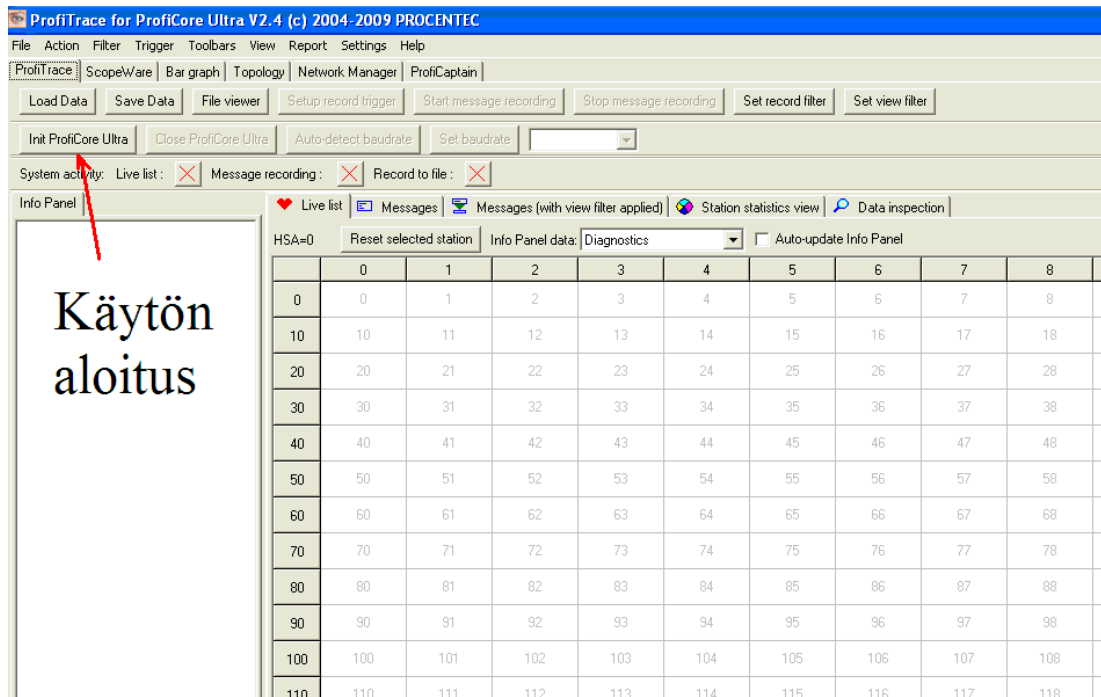 ProfiTrace for ProfiCore Ultra V2.4 (c) 2004-2009 PROCENTEC
File Action Filter Trigger Toolbars View Report Settings Help
ProfiTrace ScopeWare Bar graph Topology Network Manager ProfiCaptain
Load Data Save Data File viewer Setup record trigger Start message recording Stop message recording Set record filter Set view filter
Init ProfiCore Ultra Close ProfiCore Ultra Auto-detect baudrate Set baudrate
System activity: Live list : Message recording : Record to file :
Info Panel
Käytön
aloitus
Live list Messages Messages (with view filter applied) Station statistics view Data inspection
HSA=0 Reset selected station Info Panel data: Diagnostics Auto-update Info Panel
0 1 2 3 4 5 6 7 8
0 0 1 2 3 4 5 6 7 8
10 10 11 12 13 14 15 16 17 18
20 20 21 22 23 24 25 26 27 28
30 30 31 32 33 34 35 36 37 38
40 40 41 42 43 44 45 46 47 48
50 50 51 52 53 54 55 56 57 58
60 60 61 62 63 64 65 66 67 68
70 70 71 72 73 74 75 76 77 78
80 80 81 82 83 84 85 86 87 88
90 90 91 92 93 94 95 96 97 98
100 100 101 102 103 104 105 106 107 108
110 110 111 112 113 114 115 116 117 118